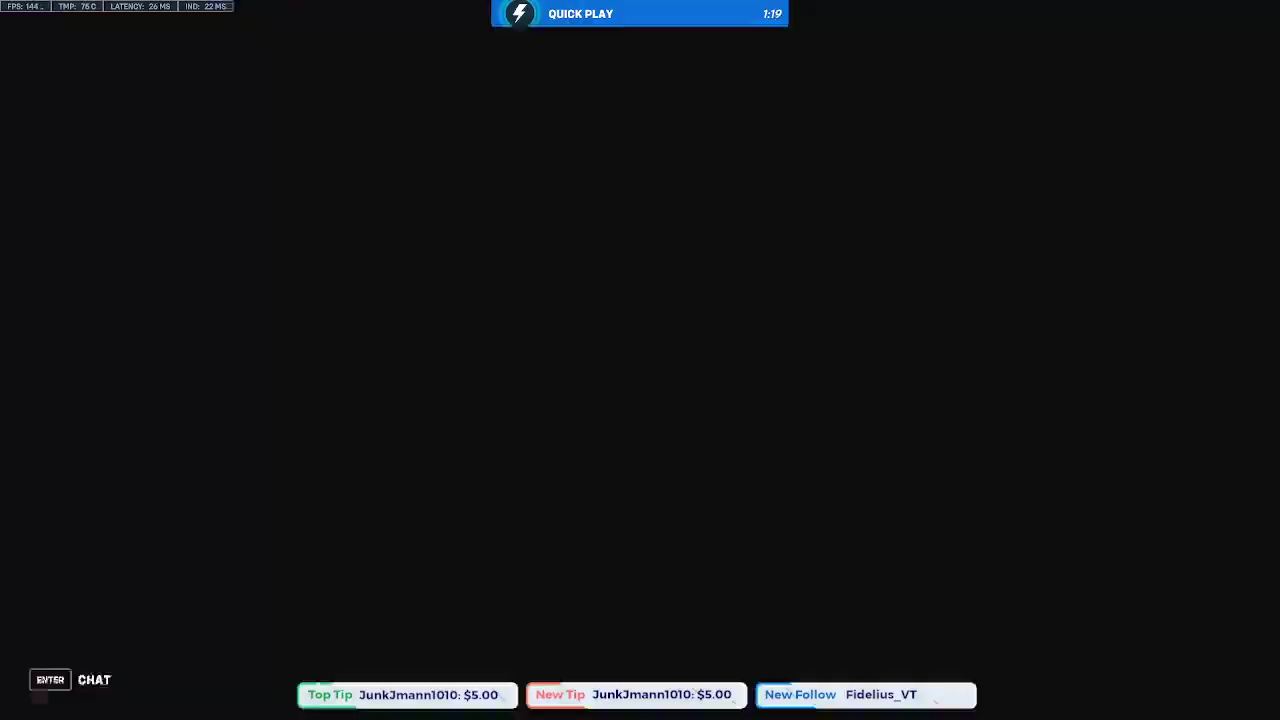 FPS: 144 TMP: 75 C LATENCY: 26 MS IND: 22 MS
QUICK PLAY 1:19
ENTER CHAT
Top Tip JunkJmann1010: $5.00 New Tip JunkJmann1010: $5.00 New Follow Fidelius_VT